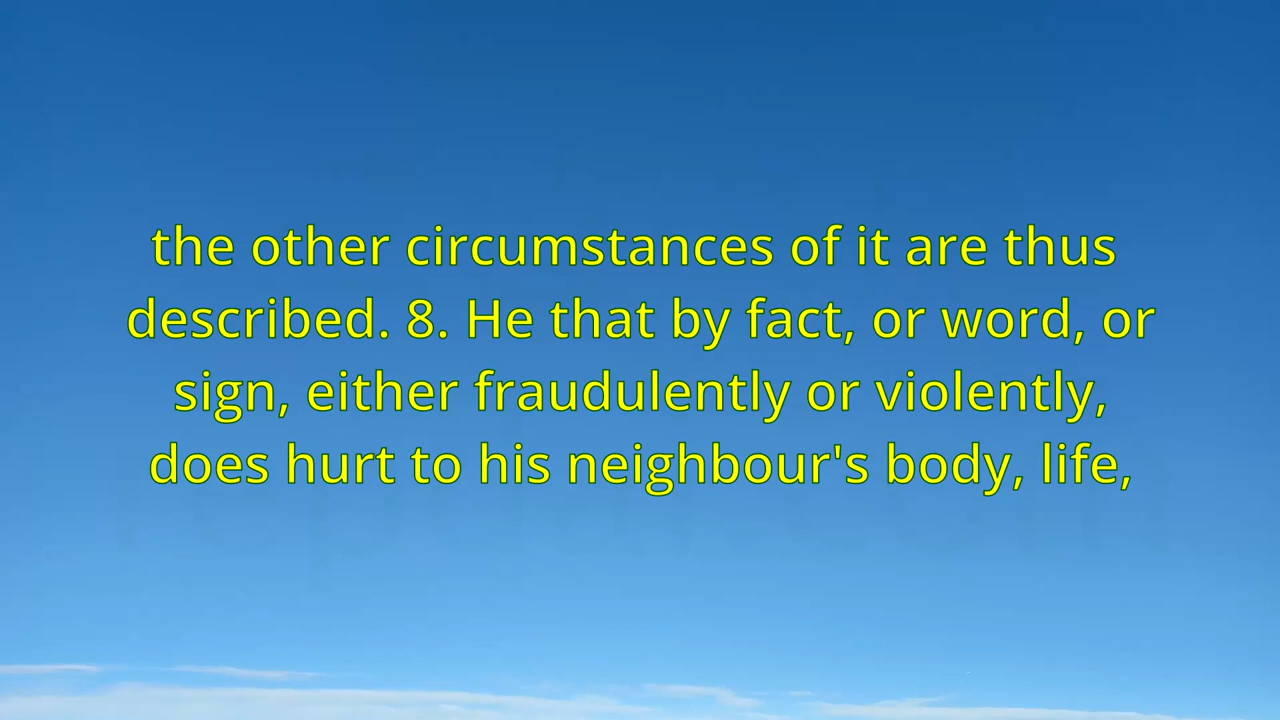 the other circumstances of it are thus
described. 8. He that by fact, or word, or
sign, either fraudulently or violently,
does hurt to his neighbour's body, life,